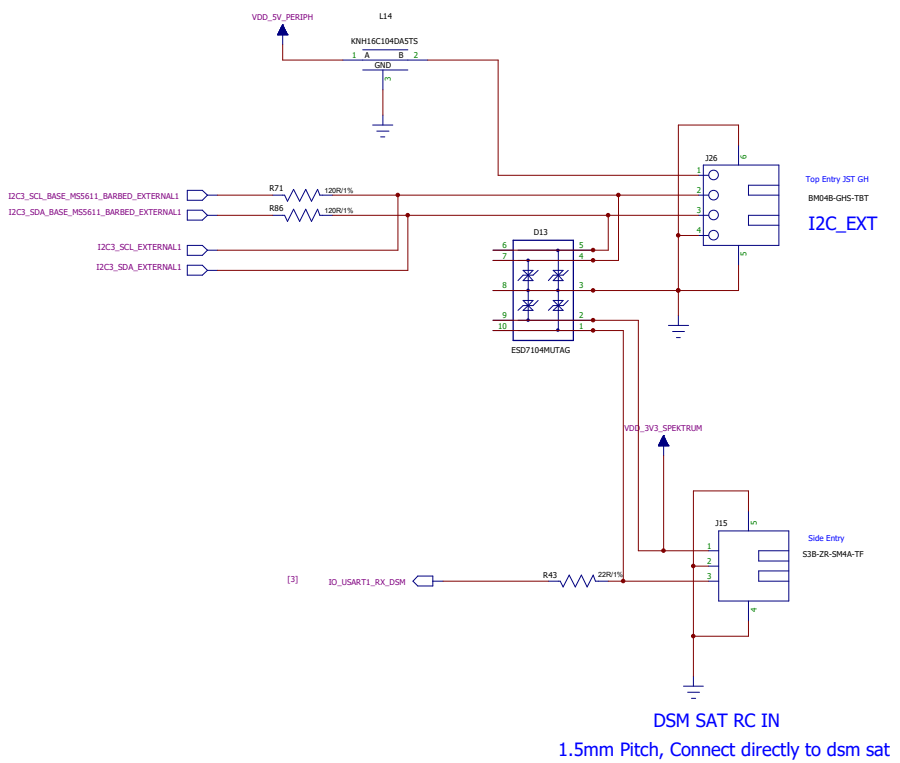 VDD_5V_PERIPH
L14
KNH16C104DA5TS
1 A B 2
GND
3
J26
6
1
Top Entry JST GH
I2C3_SCL_BASE_MS5611_BARBED_EXTERNAL1
R71
120R/1%
2
BM04B-GHS-TBT
I2C3_SDA_BASE_MS5611_BARBED_EXTERNAL1
R86
120R/1%
3
I2C_EXT
4
I2C3_SCL_EXTERNAL1
D13
5
I2C3_SDA_EXTERNAL1
6 5
7 4
8 3
9 2
10 1
ESD7104MUTAG
VDD_3V3_SPEKTRUM
J15
5
Side Entry
1
S3B-ZR-SM4A-TF
2
[3]
IO_USART1_RX_DSM
R43
22R/1%
3
4
DSM SAT RC IN
1.5mm Pitch, Connect directly to dsm sat